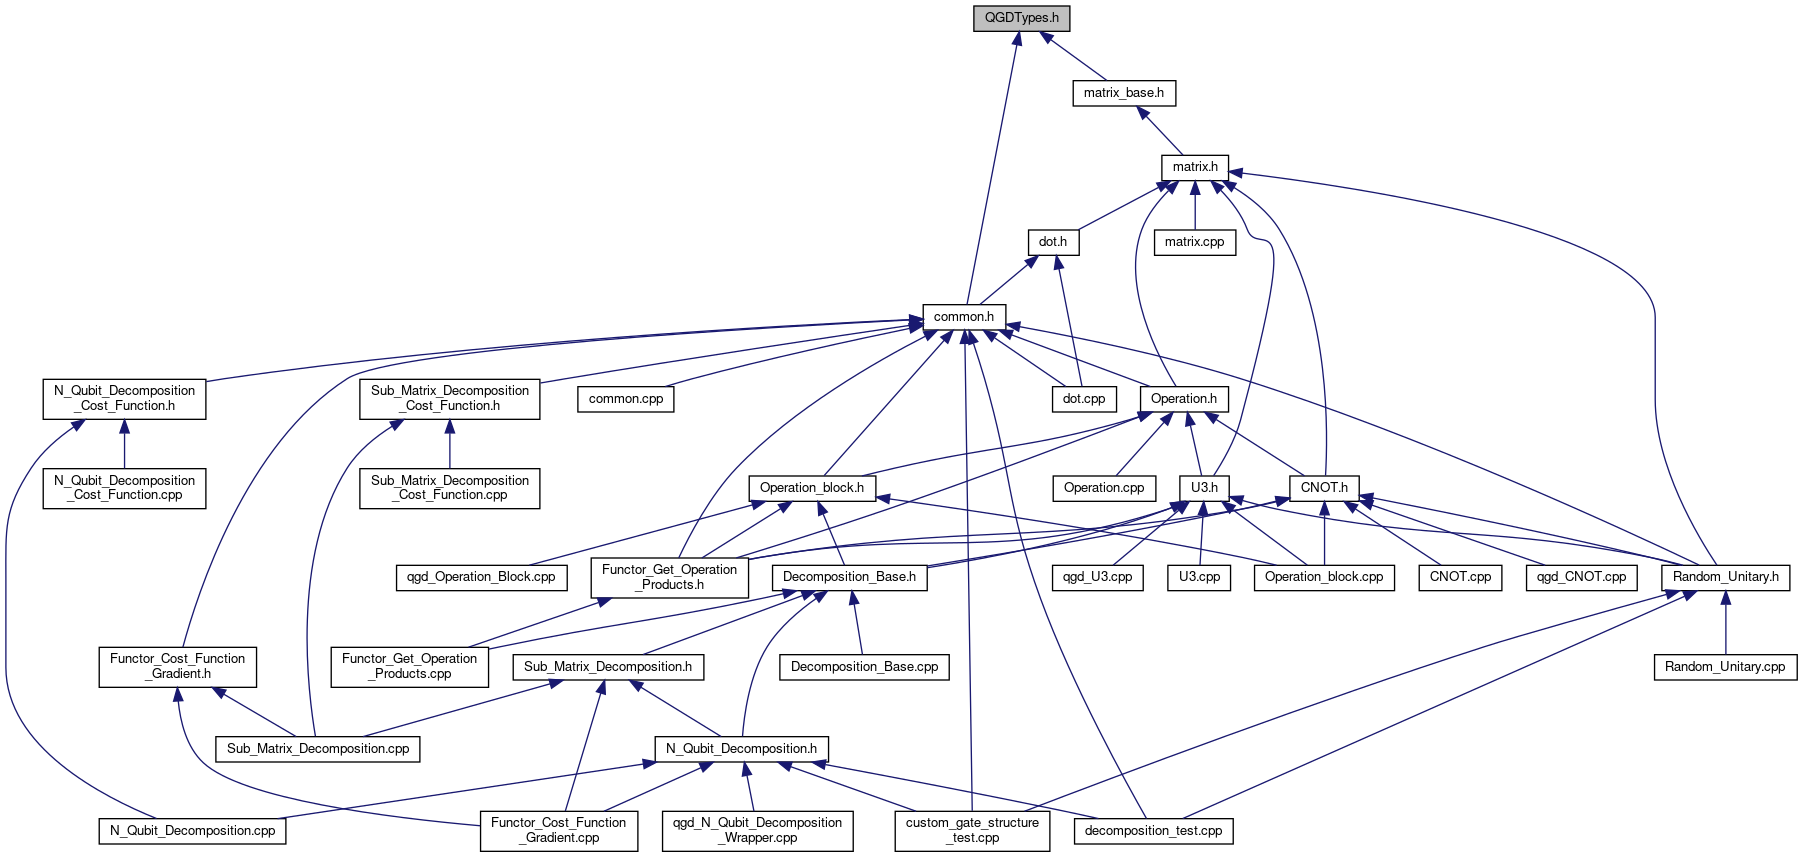 QGDTypes.h
matrix_base.h
matrix.h
dot.h
matrix.cpp
common.h
N_Qubit_Decomposition
_Cost_Function.h
Sub_Matrix_Decomposition
_Cost_Function.h
common.cpp
dot.cpp
Operation.h
N_Qubit_Decomposition
_Cost_Function.cpp
Sub_Matrix_Decomposition
_Cost_Function.cpp
Operation_block.h
Operation.cpp
U3.h
CNOT.h
qgd_Operation_Block.cpp
Functor_Get_Operation
_Products.h
Decomposition_Base.h
qgd_U3.cpp
U3.cpp
Operation_block.cpp
CNOT.cpp
qgd_CNOT.cpp
Random_Unitary.h
Functor_Cost_Function
_Gradient.h
Functor_Get_Operation
_Products.cpp
Sub_Matrix_Decomposition.h
Decomposition_Base.cpp
Random_Unitary.cpp
Sub_Matrix_Decomposition.cpp
N_Qubit_Decomposition.h
N_Qubit_Decomposition.cpp
Functor_Cost_Function
_Gradient.cpp
qgd_N_Qubit_Decomposition
_Wrapper.cpp
custom_gate_structure
_test.cpp
decomposition_test.cpp